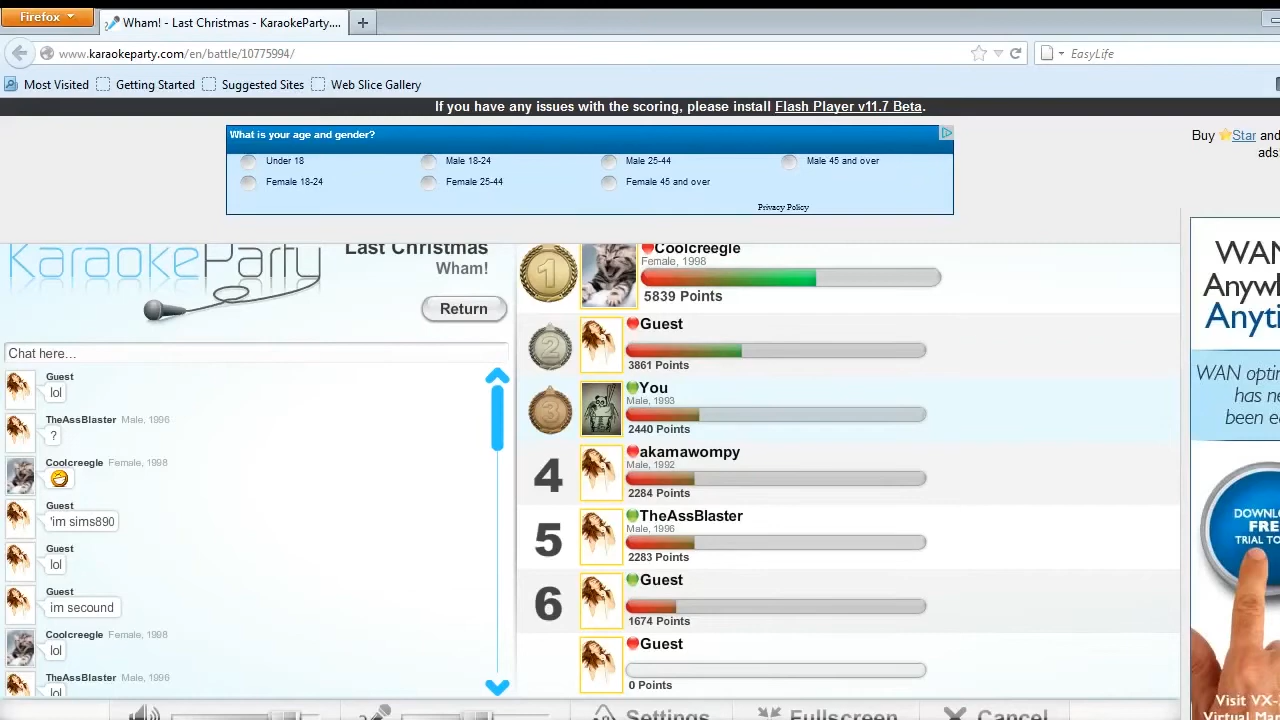 Firefox
Wham! - Last Christmas - KaraokeParty....
www.karaokeparty.com/en/battle/10775994/
EasyLife
Most Visited
Getting Started
Suggested Sites
Web Slice Gallery
If you have any issues with the scoring, please install Flash Player v11.7 Beta.
What is your age and gender?
Under 18
Male 18-24
Male 25-44
Male 45 and over
Female 18-24
Female 25-44
Female 45 and over
Privacy Policy
Buy Star and
ads
KaraokeParty
Last Christmas
Wham!
Return
Chat here...
Guest
lol
TheAssBlaster Male, 1996
?
Coolcreegle Female, 1998
Guest
'im sims890
Guest
lol
Guest
im secound
Coolcreegle Female, 1998
lol
TheAssBlaster Male, 1996
lol
1
Coolcreegle
Female, 1998
5839 Points
2
Guest
3861 Points
3
You
Male, 1993
2440 Points
4
akamawompy
Male, 1992
2284 Points
5
TheAssBlaster
Male, 1996
2283 Points
6
Guest
1674 Points
Guest
0 Points
Settings
Fullscreen
Cancel
WAN
Anywh
Anyti
WAN optim
has ne
been ea
DOWNLO
FRE
TRIAL TO
Visit VX-
Virtual Ma